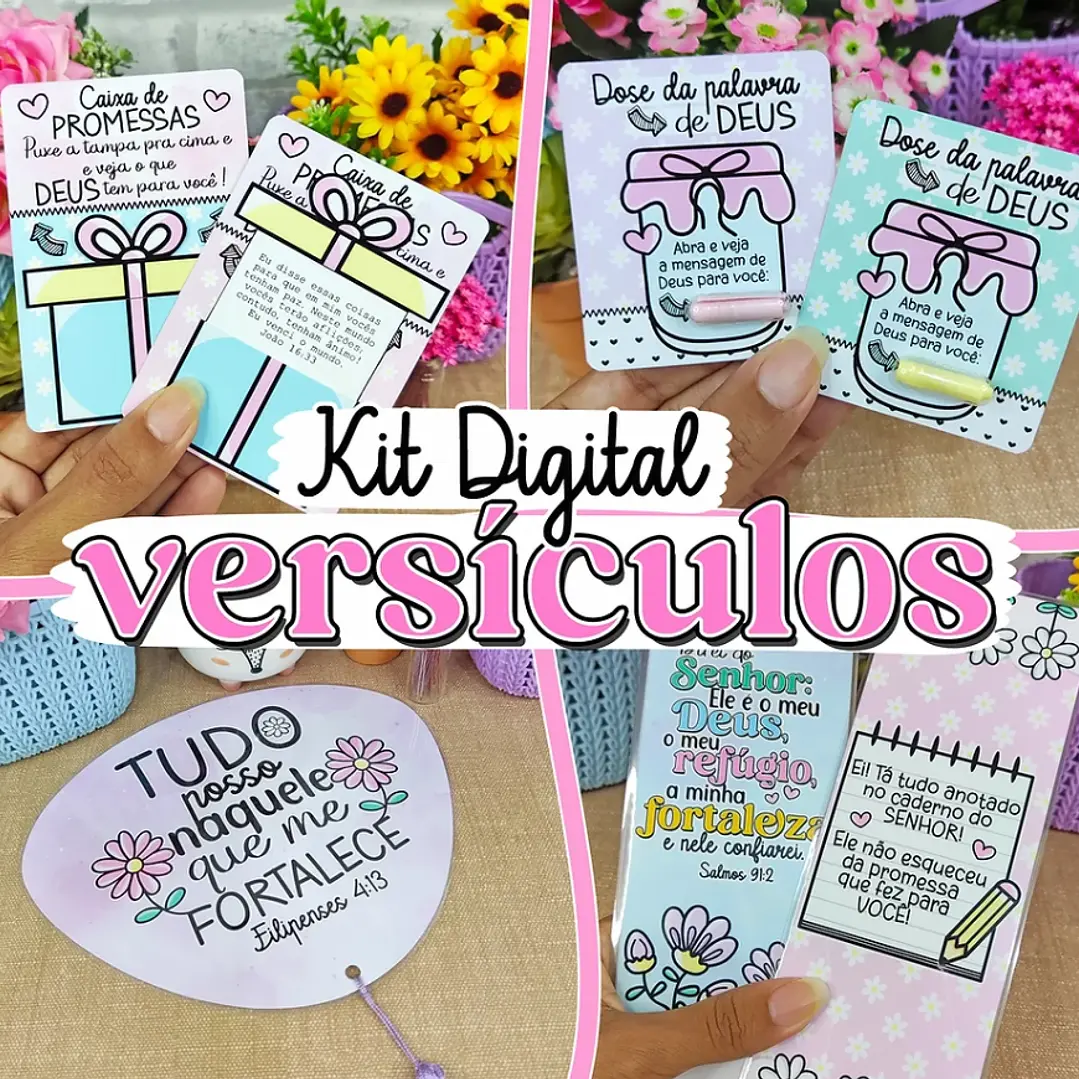 Caixa de
PROMESSAS
Puxe a tampa pra cima e
e veja o que
DEUS tem para você!
Caixa de
Puxe a
cima e
Eu disse essas coisas
para que em mim vocês
tenham paz. Neste mundo
vocês terão aflições;
contudo, tenham ânimo!
Eu venci o mundo.
João 16:33
Dose da palavra
de DEUS
Abra e veja
a mensagem de
Deus para você:
Dose da palavra
de DEUS
Abra e veja
a mensagem de
Deus para você:
Kit Digital
versículos
TUDO
posso
naquele
que me
FORTALECE
Filipenses 4:13
Senhor:
Ele é o meu
Deus,
o meu
refúgio,
a minha
fortaleza
e nele confiarei.
Salmos 91:2
Ei! Tá tudo anotado
no caderno do
SENHOR!
Ele não esqueceu
da promessa
que fez para
VOCÊ!